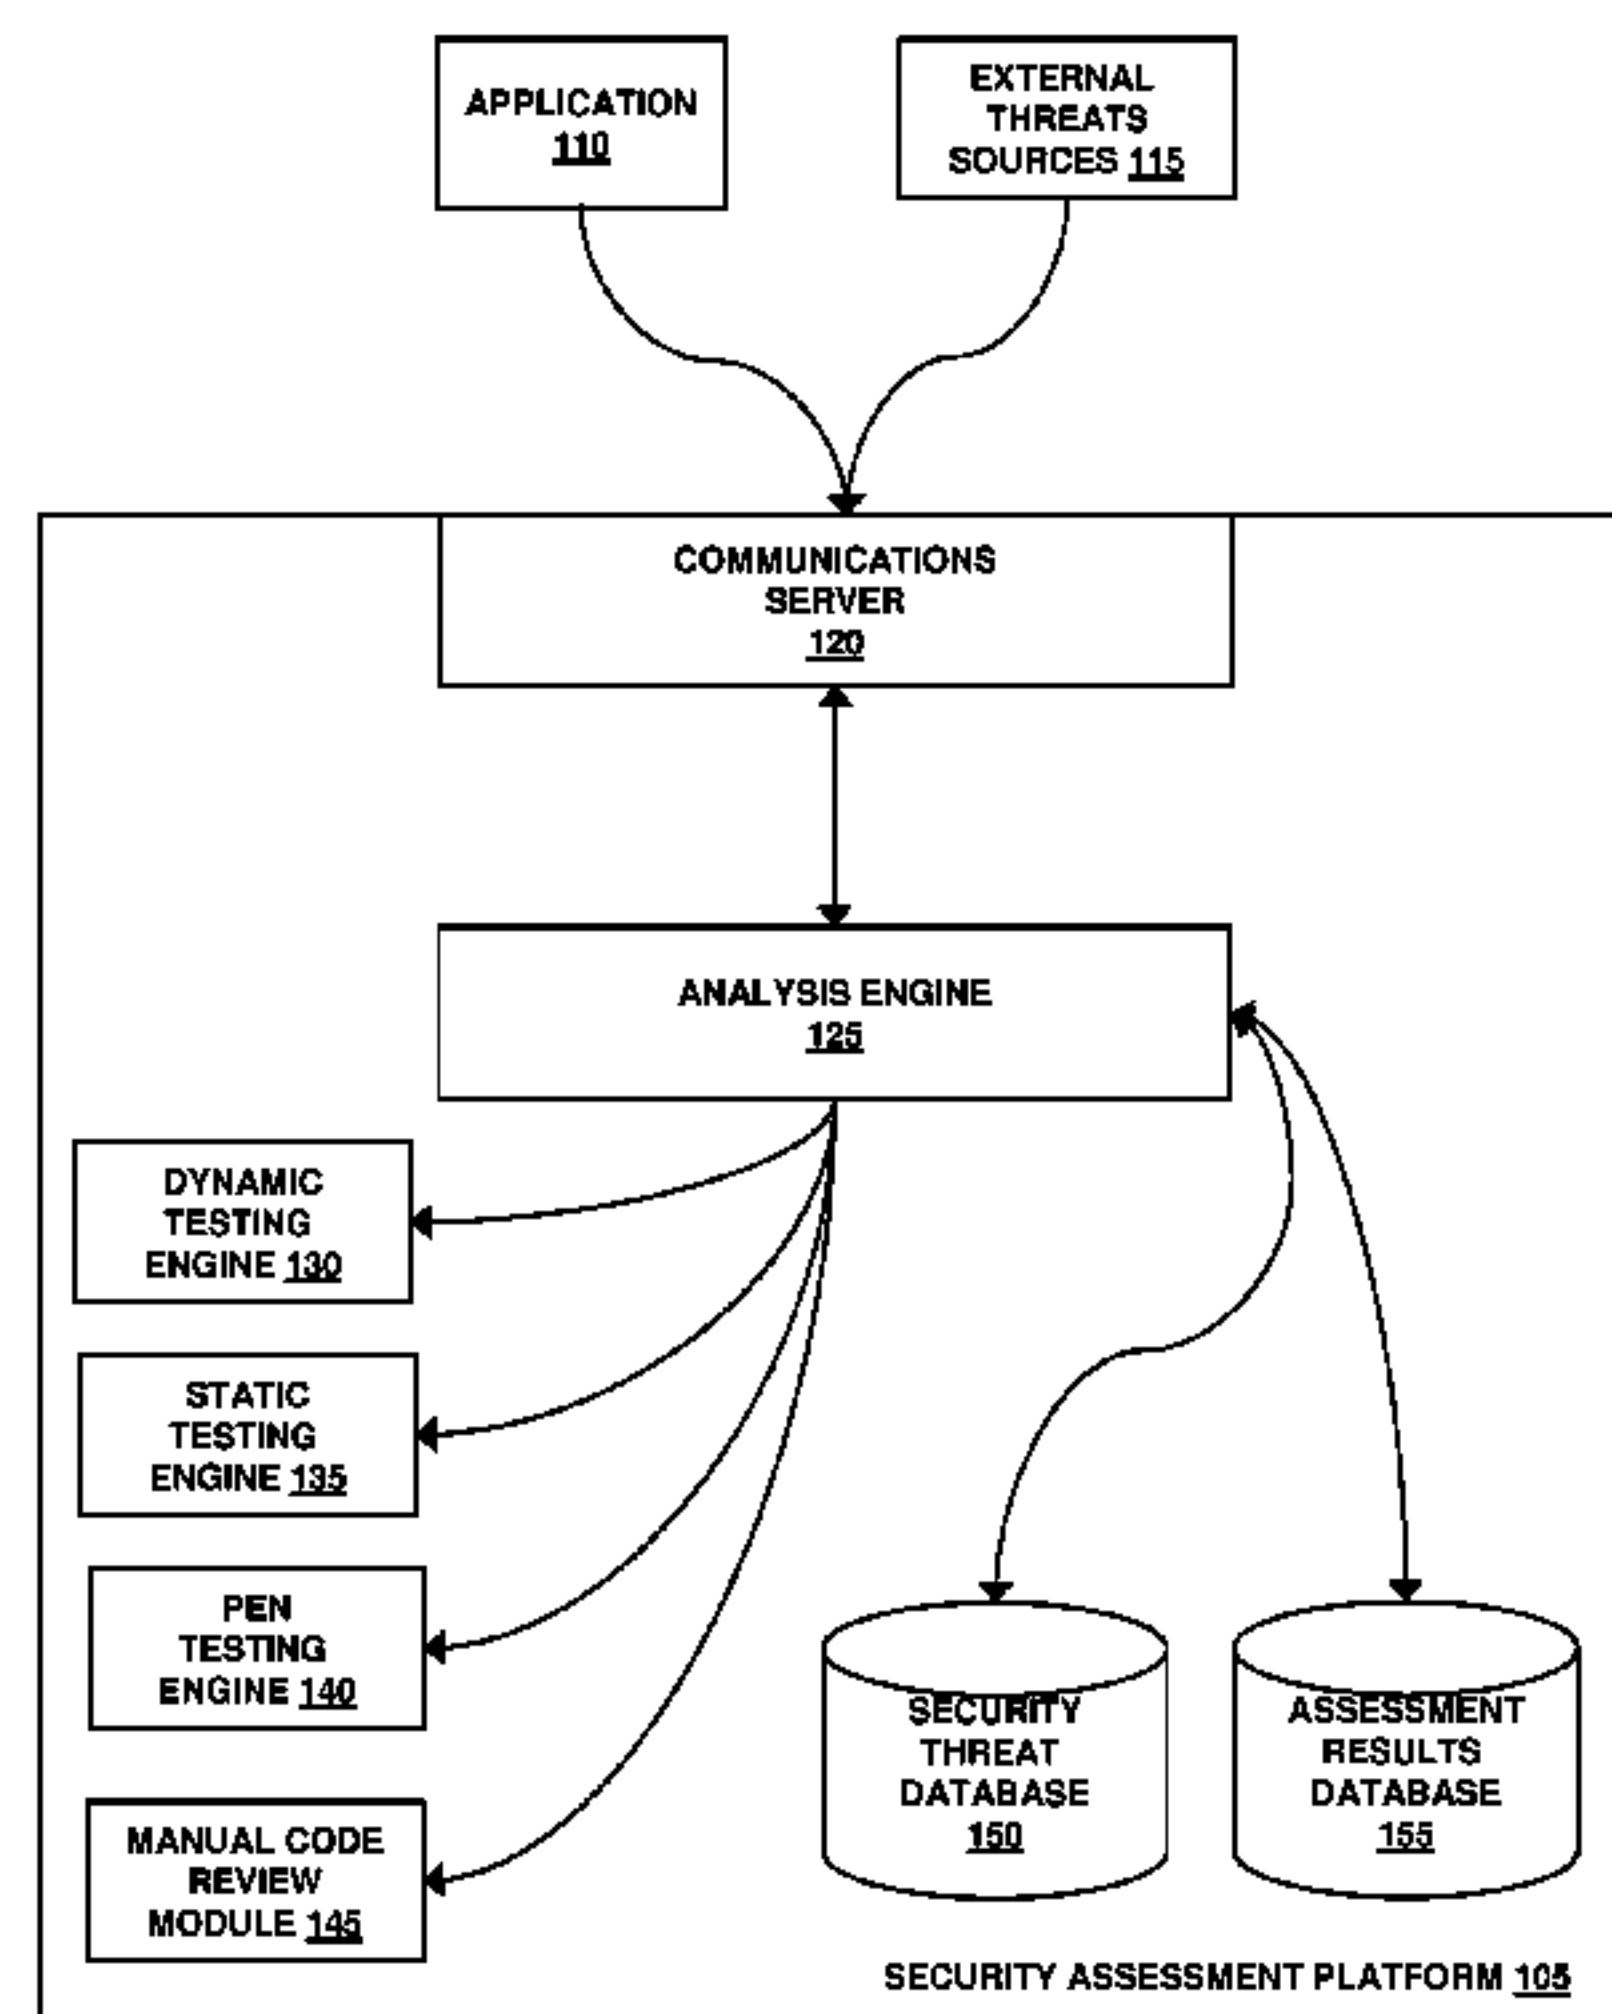 APPLICATION
110
EXTERNAL
THREATS
SOURCES 115
COMMUNICATIONS
SERVER
120
ANALYSIS ENGINE
125
DYNAMIC
TESTING
ENGINE 130
STATIC
TESTING
ENGINE 135
PEN
TESTING
ENGINE 140
MANUAL CODE
REVIEW
MODULE 145
SECURITY
THREAT
DATABASE
150
ASSESSMENT
RESULTS
DATABASE
155
SECURITY ASSESSMENT PLATFORM 105